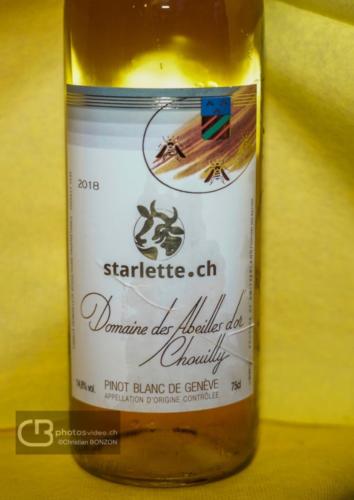 2018
starlette.ch
Domaine des Abeilles d'or
Chouilly
14,8% vol. PINOT BLANC DE GENÈVE 75cl
APPELLATION D'ORIGINE CONTRÔLÉE
CB photosvideo.ch
©Christian BONZON